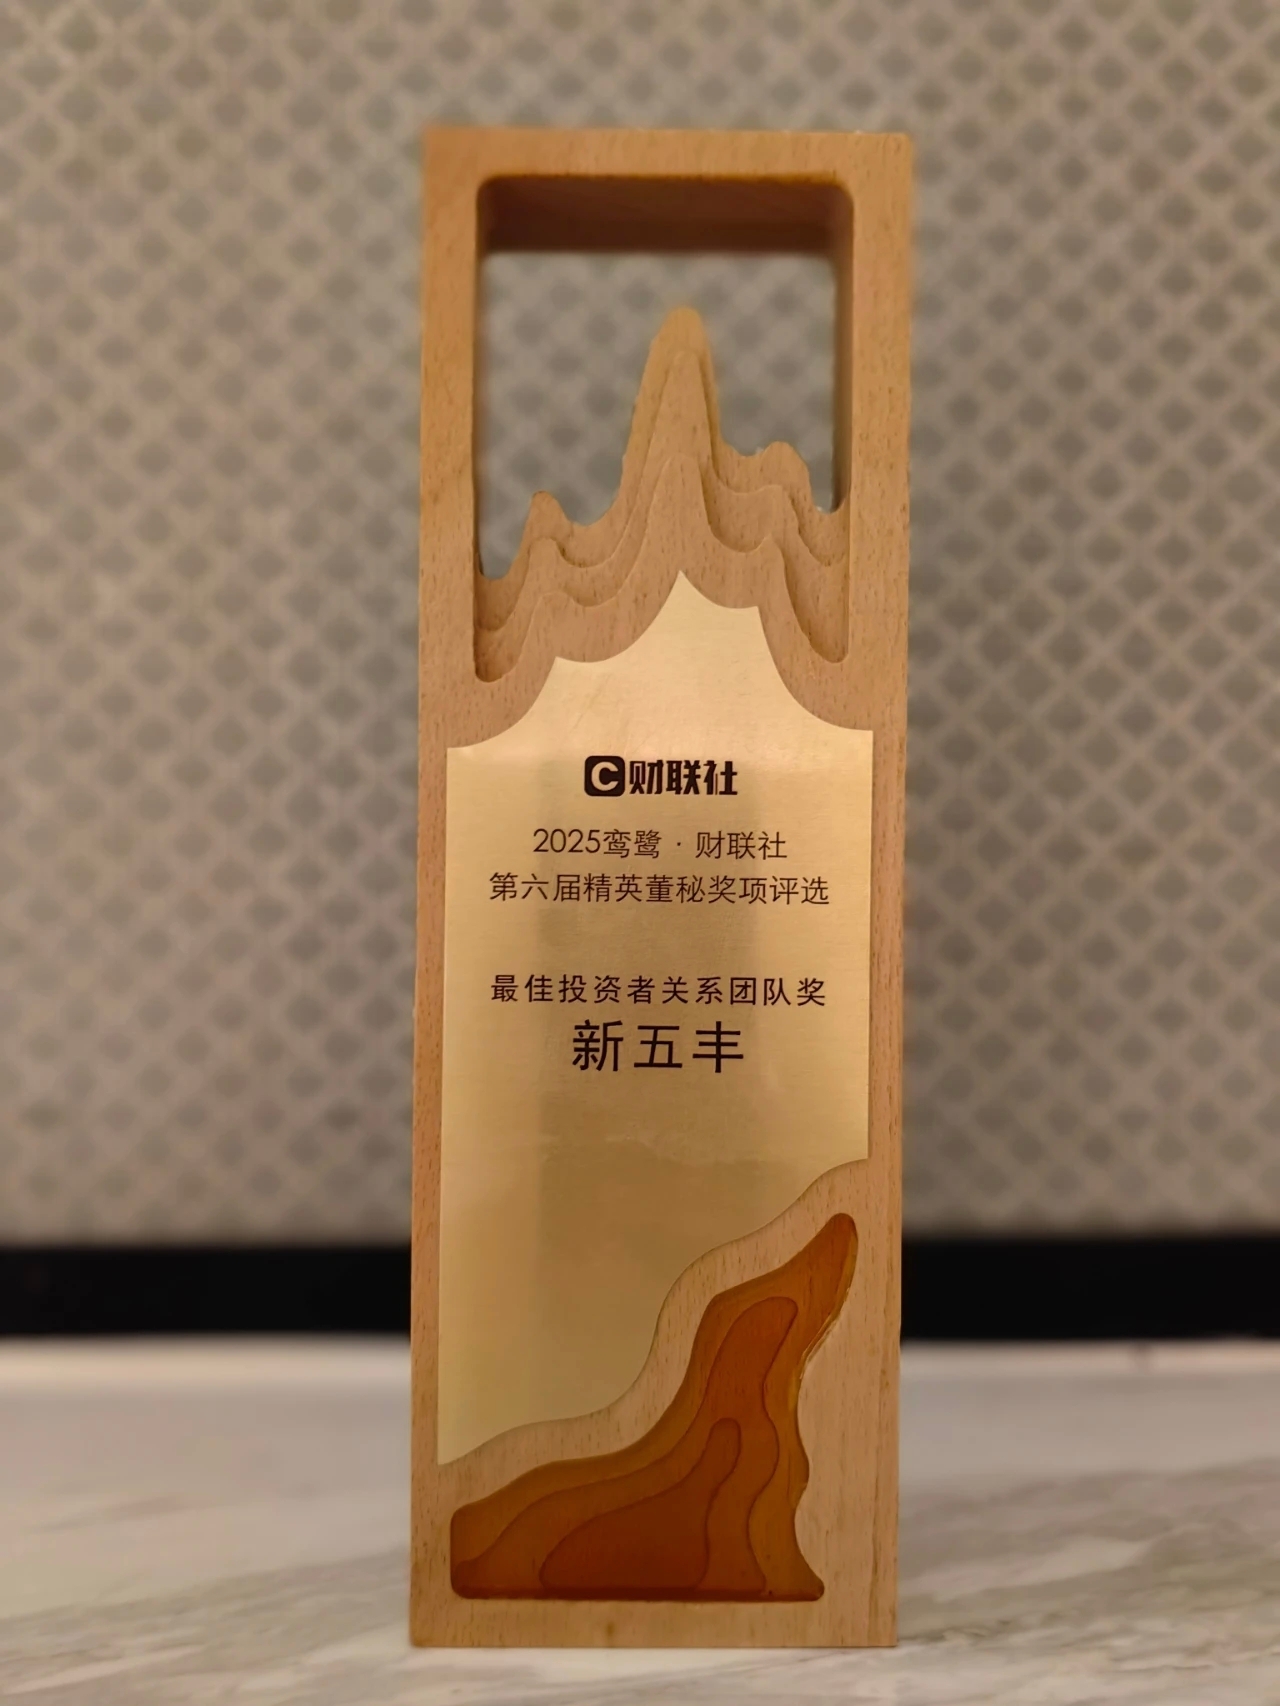 C财联社
2025鸾鹭·财联社
第六届精英董秘奖项评选
最佳投资者关系团队奖
新五丰